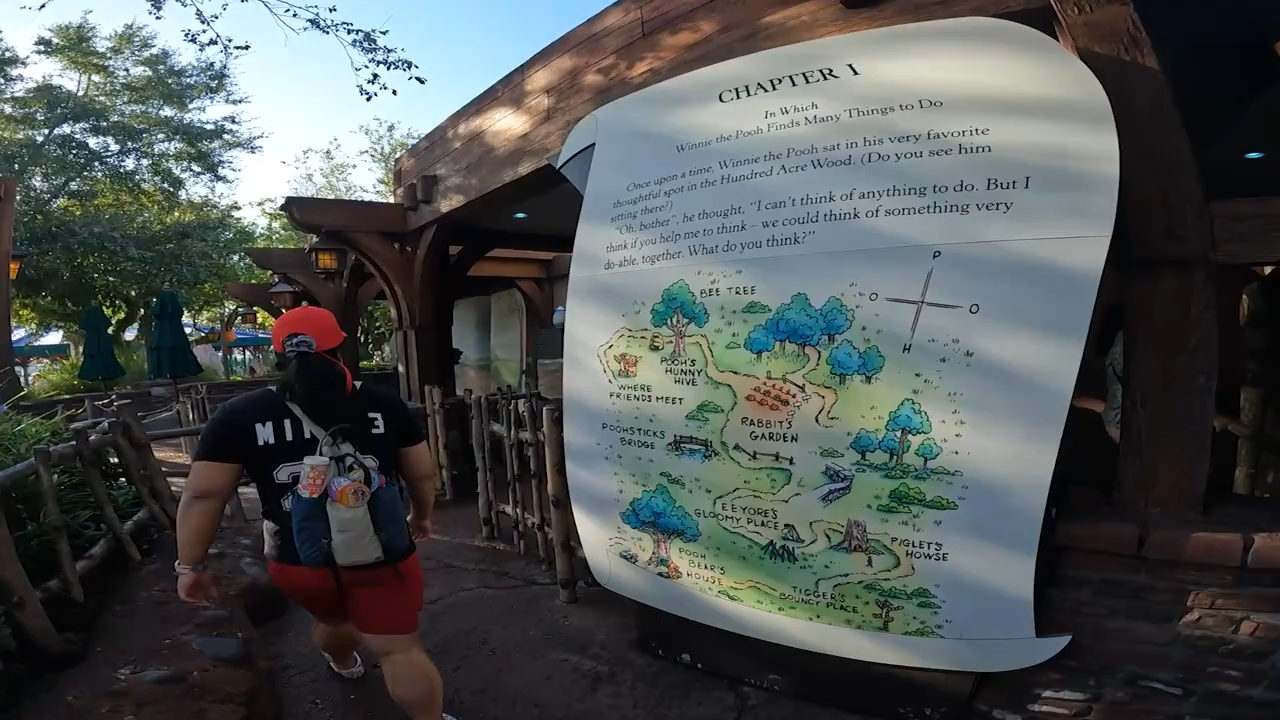 CHAPTER I
In Which
Winnie the Pooh Finds Many Things to Do
Once upon a time, Winnie the Pooh sat in his very favorite
thoughtful spot in the Hundred Acre Wood. (Do you see him
sitting there?)
"Oh, bother", he thought, "I can't think of anything to do. But I
think if you help me to think – we could think of something very
do-able, together. What do you think?"
P
O
O
H
BEE TREE
POOH'S
HUNNY
HIVE
WHERE
FRIENDS MEET
RABBIT'S
GARDEN
POOHSTICKS
BRIDGE
EEYORE'S
GLOOMY PLACE
PIGLET'S
HOWSE
POOH
BEAR'S
HOUSE
TIGGER'S
BOUNCY PLACE
MI
3